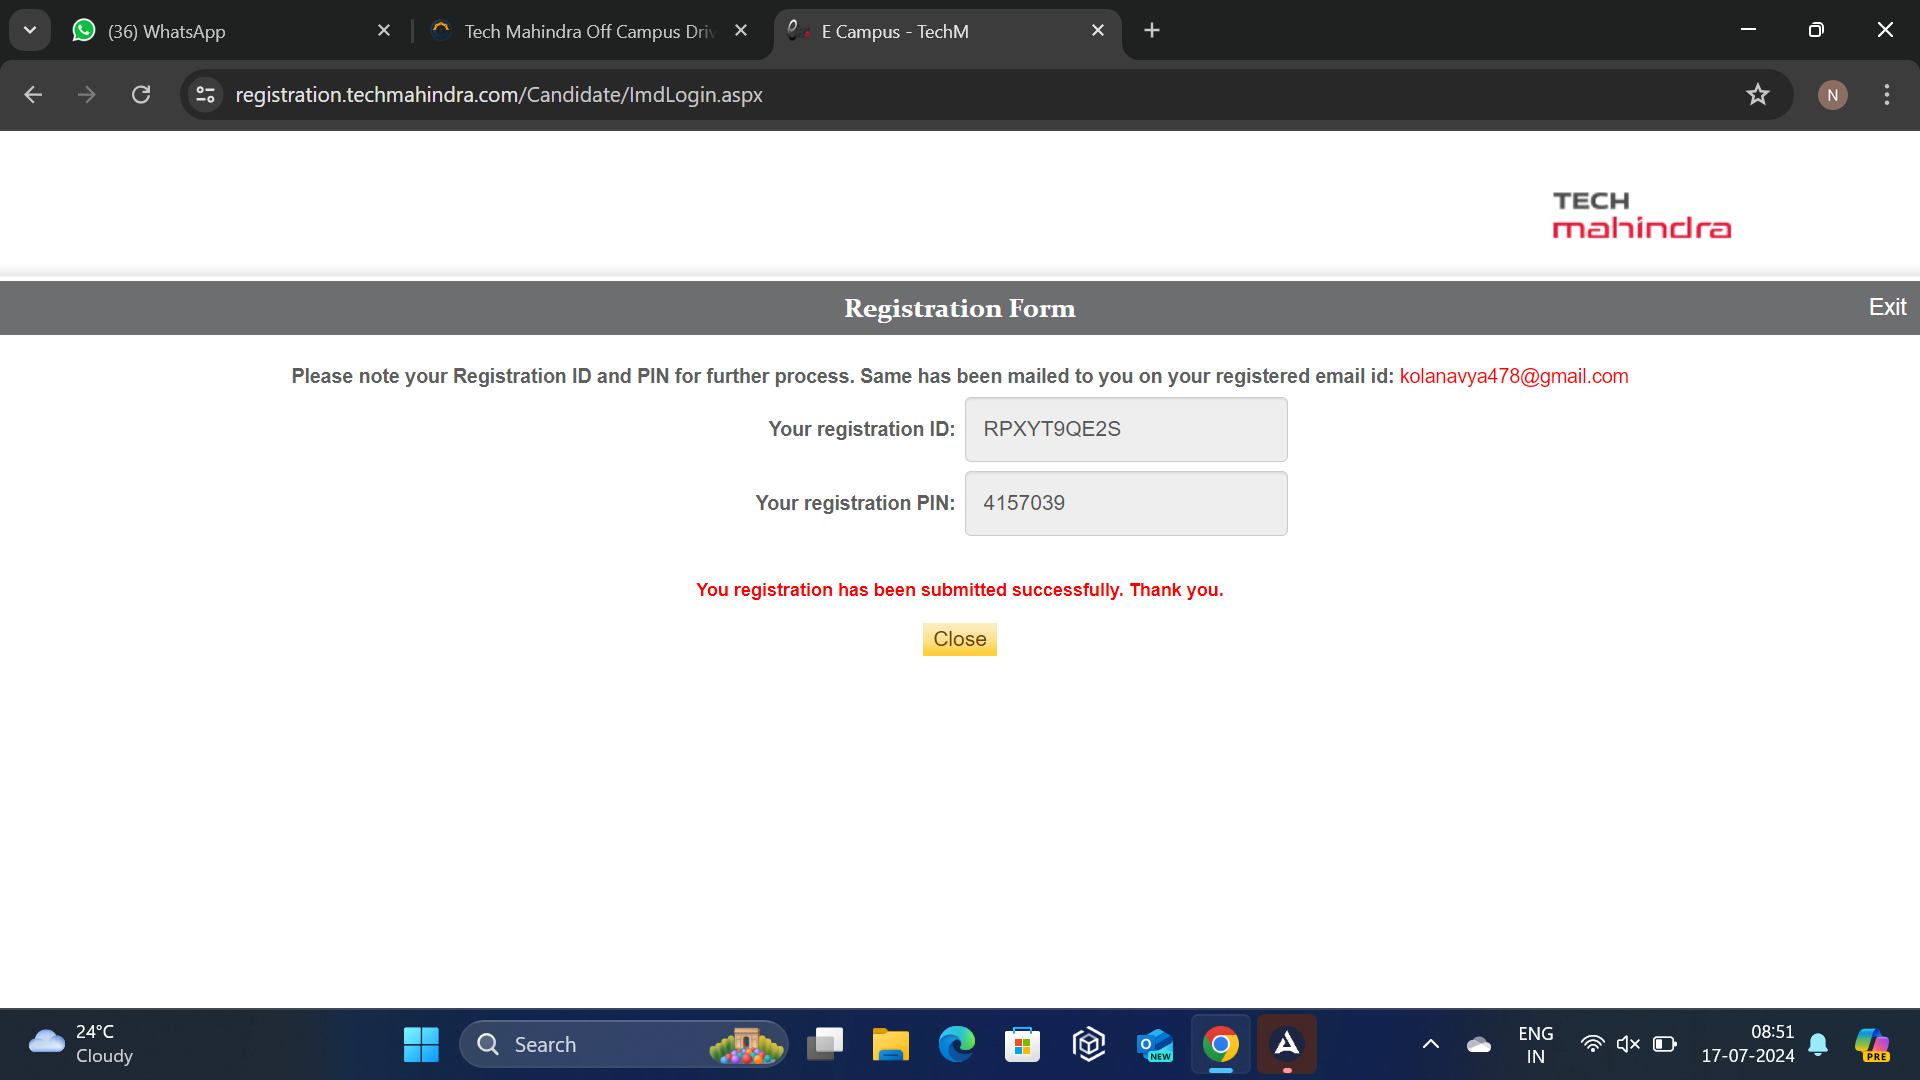 (36) WhatsApp
Tech Mahindra Off Campus Driv
E Campus - TechM
registration.techmahindra.com/Candidate/ImdLogin.aspx
N
TECH
mahindra
Registration Form
Exit
Please note your Registration ID and PIN for further process. Same has been mailed to you on your registered email id: kolanavya478@gmail.com
Your registration ID: RPXYT9QE2S
Your registration PIN: 4157039
You registration has been submitted successfully. Thank you.
Close
24°C
Cloudy
Search
NEW
ENG
IN
08:51
17-07-2024
PRE